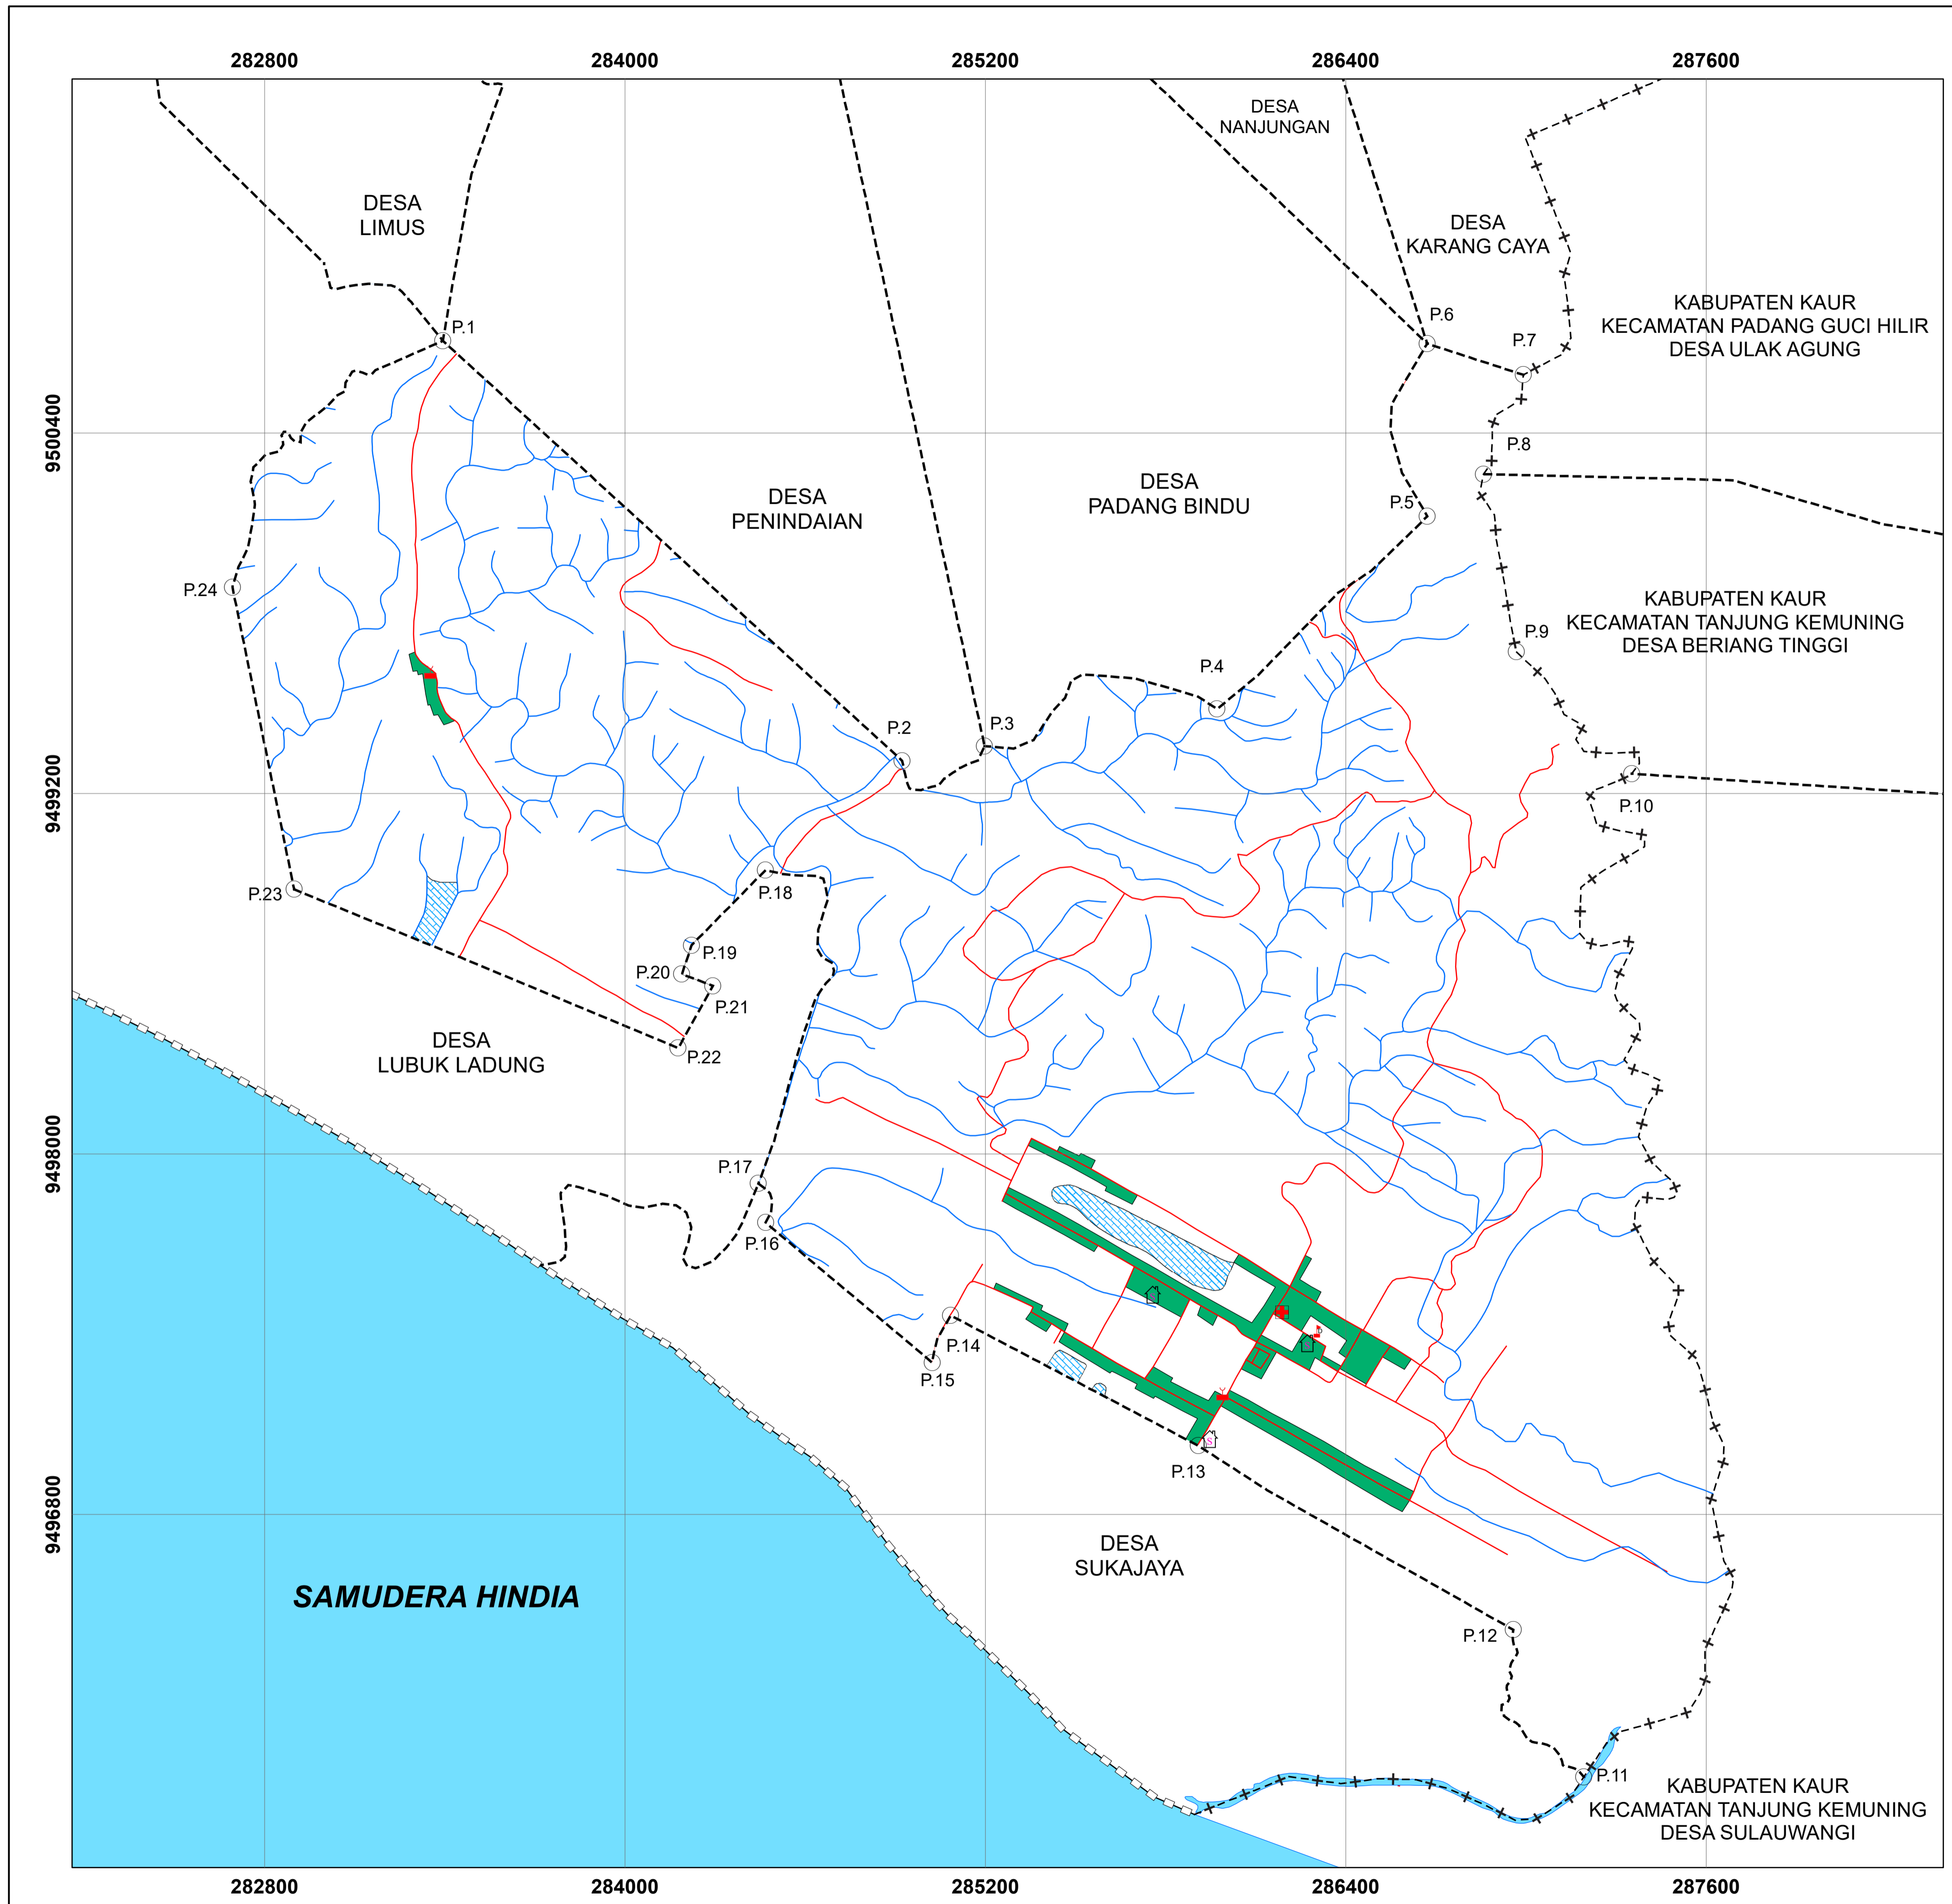 282800
284000
285200
286400
287600
DESA
NANJUNGAN
DESA
LIMUS
DESA
KARANG CAYA
KABUPATEN KAUR
KECAMATAN PADANG GUCI HILIR
DESA ULAK AGUNG
P.1
P.6
P.7
9500400
P.8
DESA
PENINDAIAN
DESA
PADANG BINDU
P.5
P.24
KABUPATEN KAUR
KECAMATAN TANJUNG KEMUNING
DESA BERIANG TINGGI
P.9
P.4
P.2
P.3
9499200
P.10
P.23
P.18
P.19
P.20
P.21
DESA
LUBUK LADUNG
P.22
9498000
P.17
P.16
P.14
P.15
P.13
S
9496800
DESA
SUKAJAYA
SAMUDERA HINDIA
P.12
P.11
KABUPATEN KAUR
KECAMATAN TANJUNG KEMUNING
DESA SULAUWANGI
282800
284000
285200
286400
287600